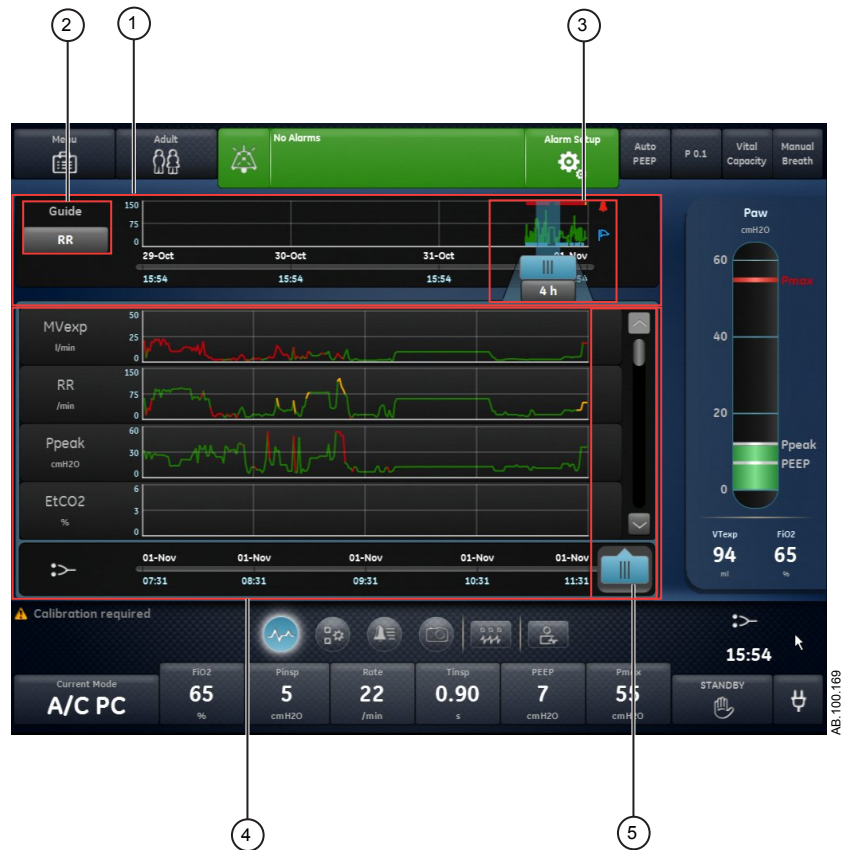 2 1 3
Menu Adult No Alarms Alarm Setup Auto PEEP P 0.1 Vital Capacity Manual Breath
Guide
RR
150
75
0
29-Oct 30-Oct 31-Oct 01-Nov
15:54 15:54 15:54 54
4 h
Paw
cmH2O
60
Pmax
40
20
Ppeak
PEEP
0
VTexp FiO2
94 65
ml %
MVexp
l/min
50
25
0
RR
/min
150
75
0
Ppeak
cmH2O
60
30
0
EtCO2
%
6
3
0
01-Nov 01-Nov 01-Nov 01-Nov 01-Nov
07:31 08:31 09:31 10:31 11:31
Calibration required
15:54
Current Mode
A/C PC
FiO2
65
%
Pinsp
5
cmH2O
Rate
22
/min
Tinsp
0.90
s
PEEP
7
cmH2O
Pmax
55
cmH2O
STANDBY
AB.100.169
4 5